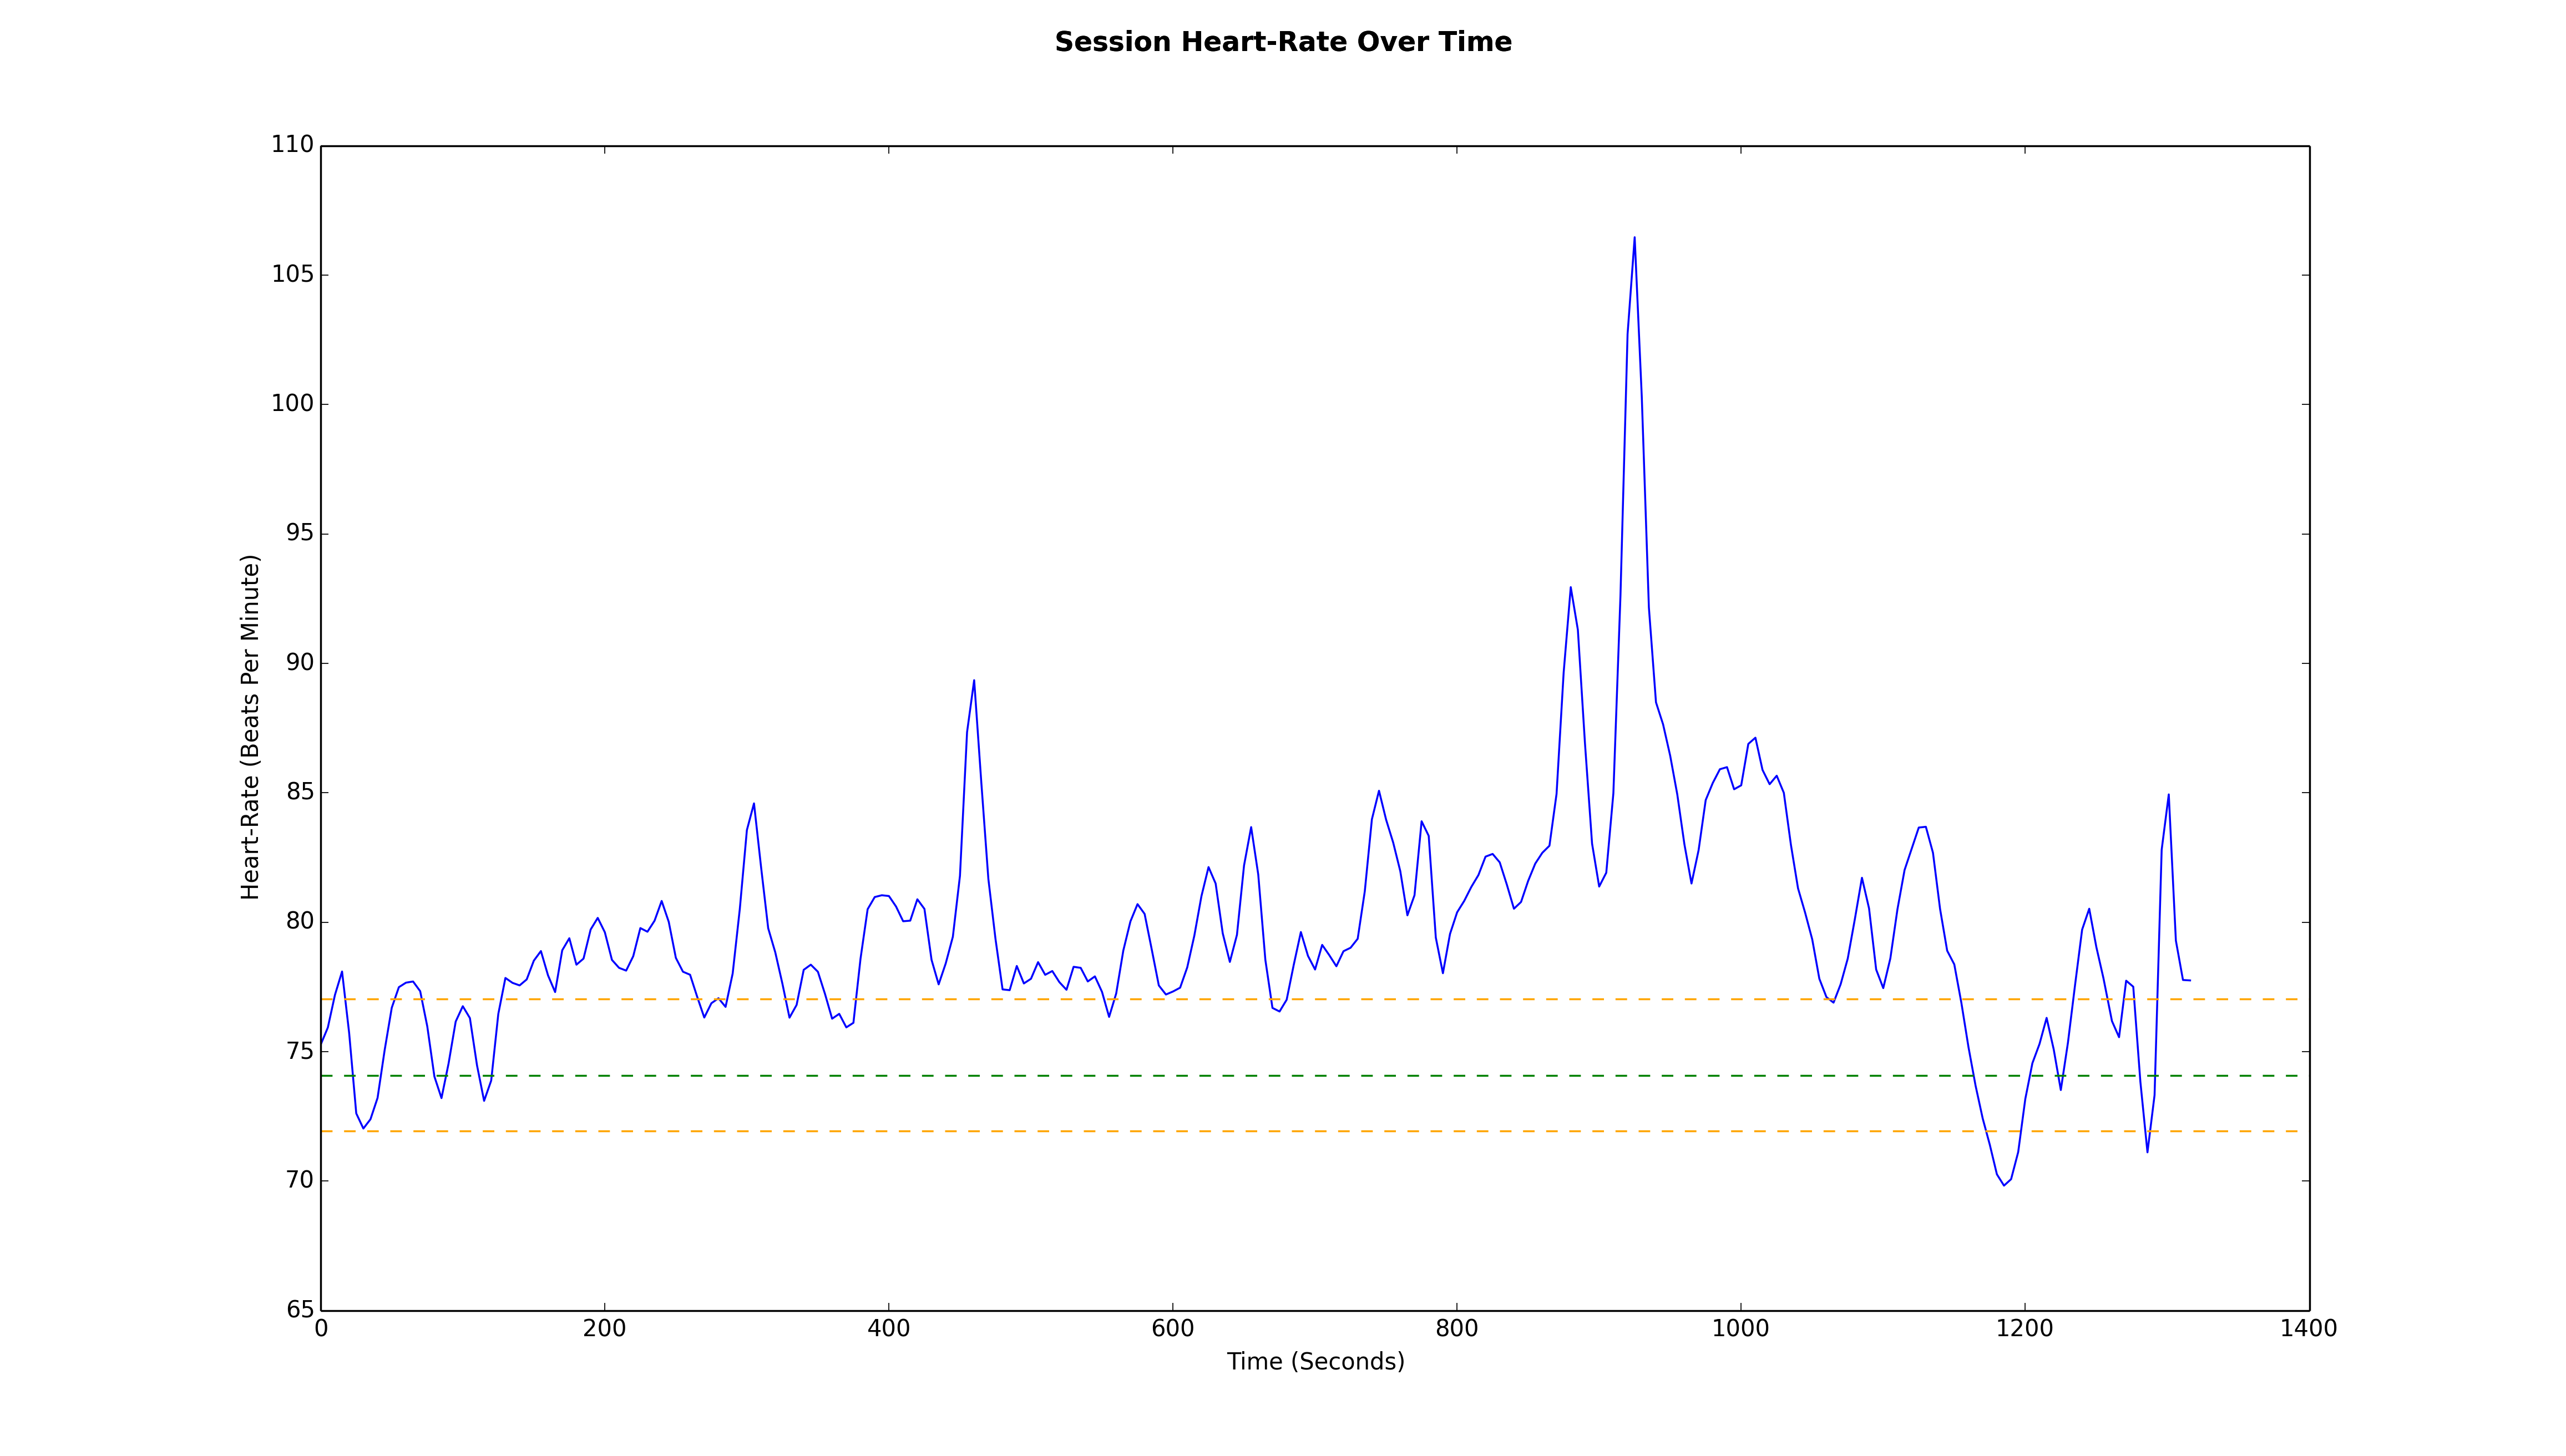 Session Heart-Rate Over Time
110
105
100
95
90
85
80
75
70
65
Heart-Rate (Beats Per Minute)
0 200 400 600 800 1000 1200 1400
Time (Seconds)